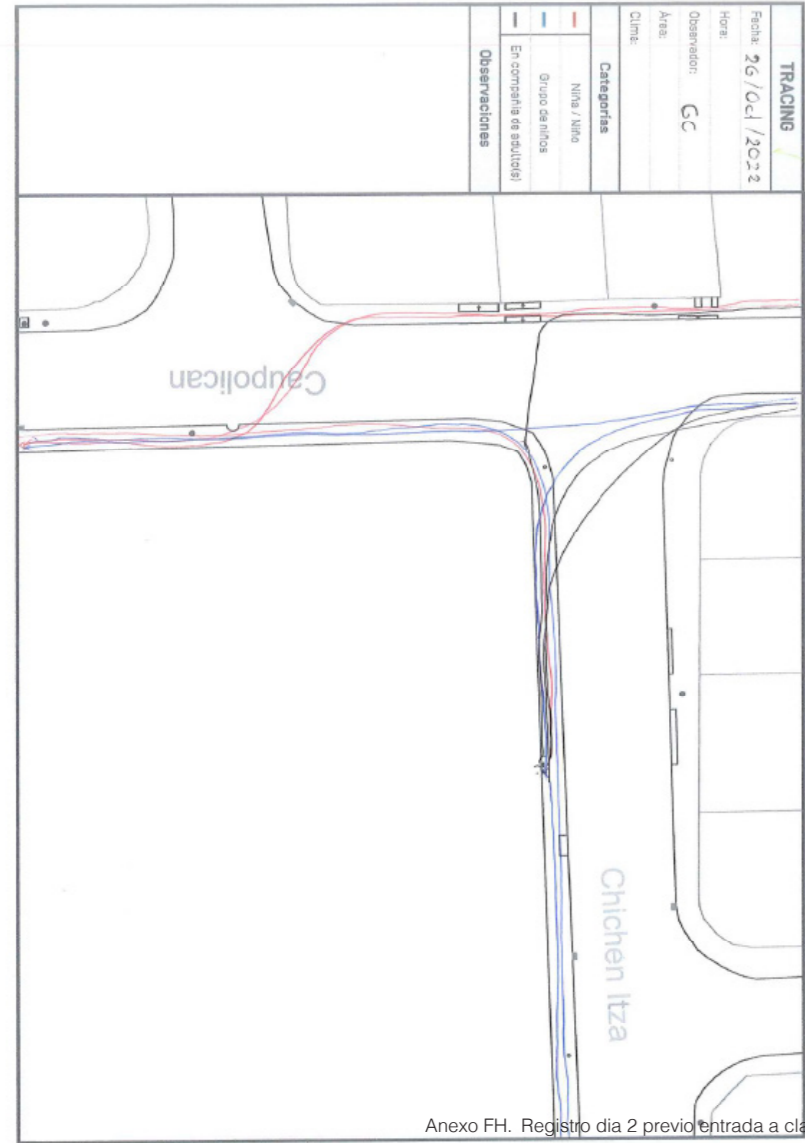 TRACING
Fecha: 26/Oct/2022
Hora:
Observador: GC
Área:
Clima:
Categorías
Niña / Niño
Grupo de niños
En compañía de adulto(s)
Observaciones
Caupolican
Chichen Itza
Anexo FH. Registro dia 2 previo entrada a cla